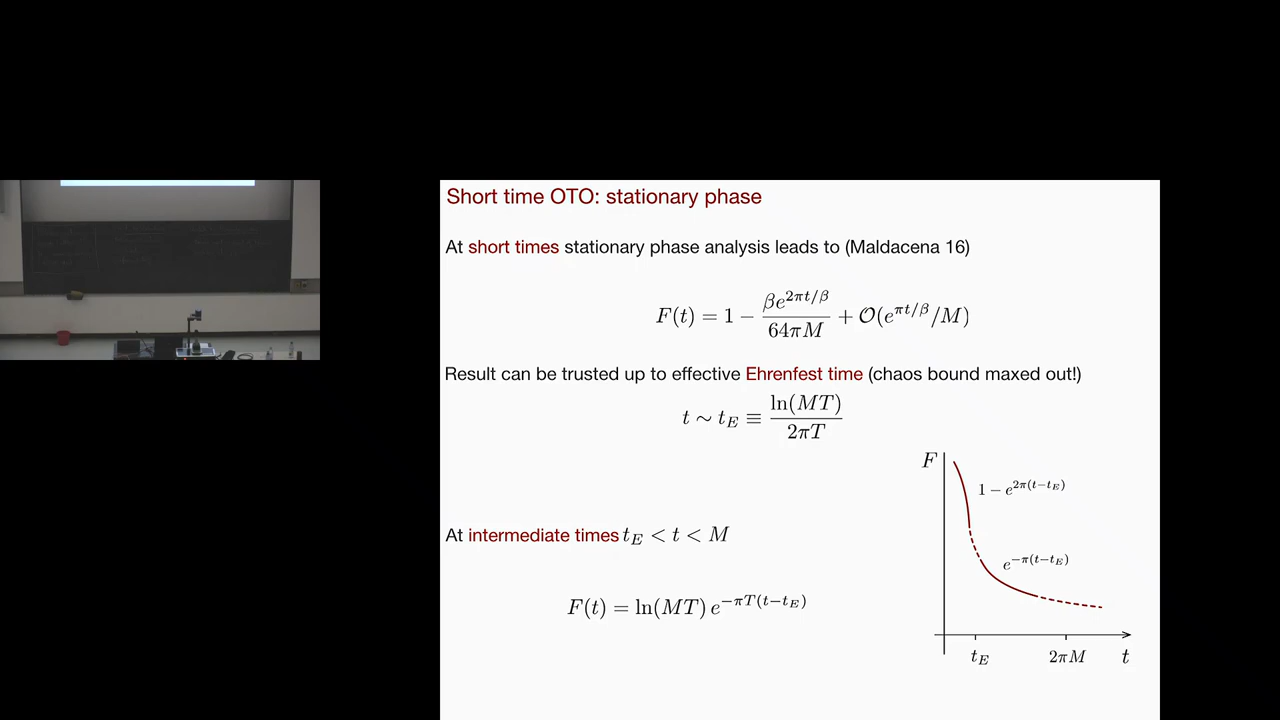 Short time OTO: stationary phase
At short times stationary phase analysis leads to (Maldacena 16)
F(t) = 1 − βe^{2πt/β} / 64πM + O(e^{πt/β}/M)
Result can be trusted up to effective Ehrenfest time (chaos bound maxed out!)
t ∼ t_E ≡ ln(MT) / 2πT
F
1 − e^{2π(t−t_E)}
At intermediate times t_E < t < M
e^{−π(t−t_E)}
F(t) = ln(MT) e^{−πT(t−t_E)}
t_E 2πM t